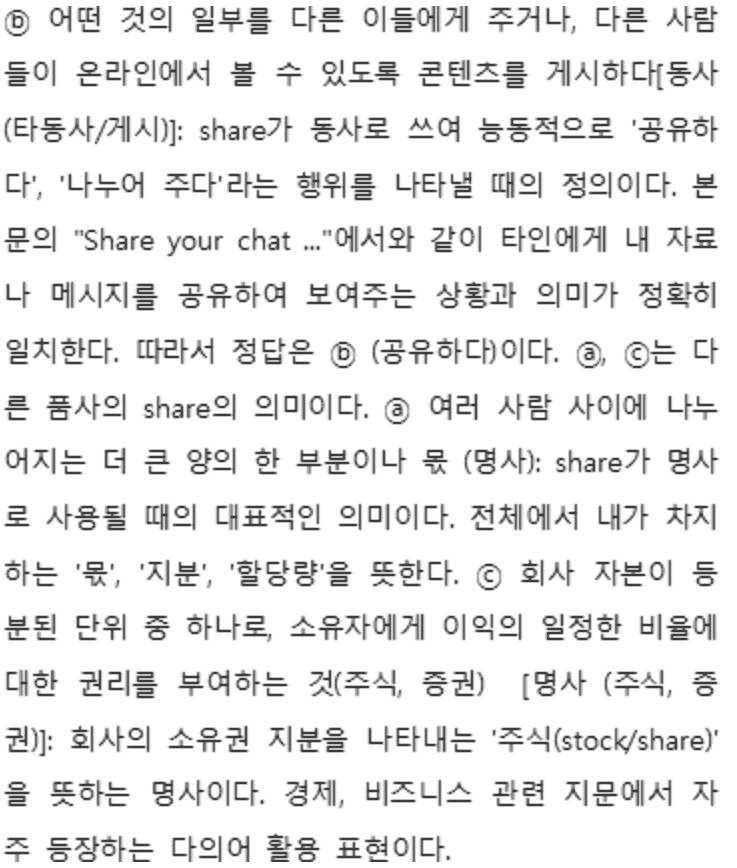 ⓑ 어떤 것의 일부를 다른 이들에게 주거나, 다른 사람
들이 온라인에서 볼 수 있도록 콘텐츠를 게시하다[동사
(타동사/게시)]: share가 동사로 쓰여 능동적으로 '공유하
다', '나누어 주다'라는 행위를 나타낼 때의 정의이다. 본
문의 "Share your chat ..."에서와 같이 타인에게 내 자료
나 메시지를 공유하여 보여주는 상황과 의미가 정확히
일치한다. 따라서 정답은 ⓑ (공유하다)이다. ⓐ, ⓒ는 다
른 품사의 share의 의미이다. ⓐ 여러 사람 사이에 나누
어지는 더 큰 양의 한 부분이나 몫 (명사): share가 명사
로 사용될 때의 대표적인 의미이다. 전체에서 내가 차지
하는 '몫', '지분', '할당량'을 뜻한다. ⓒ 회사 자본이 등
분된 단위 중 하나로, 소유자에게 이익의 일정한 비율에
대한 권리를 부여하는 것(주식, 증권) [명사 (주식, 증
권)]: 회사의 소유권 지분을 나타내는 '주식(stock/share)'
을 뜻하는 명사이다. 경제, 비즈니스 관련 지문에서 자
주 등장하는 다의어 활용 표현이다.